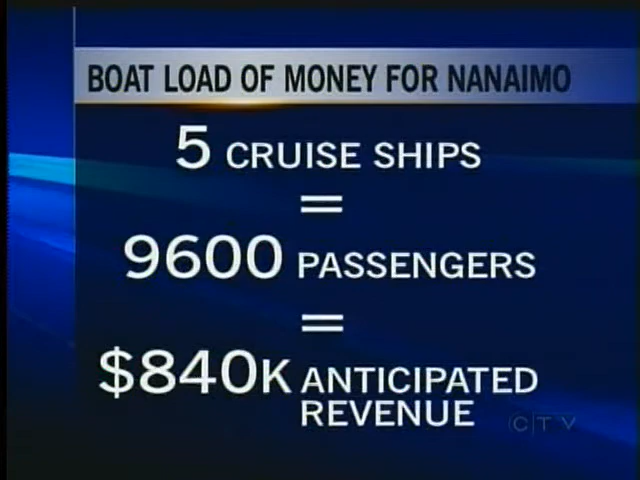 BOAT LOAD OF MONEY FOR NANAIMO
5 CRUISE SHIPS
=
9600 PASSENGERS
=
$840K ANTICIPATED
REVENUE
CTV